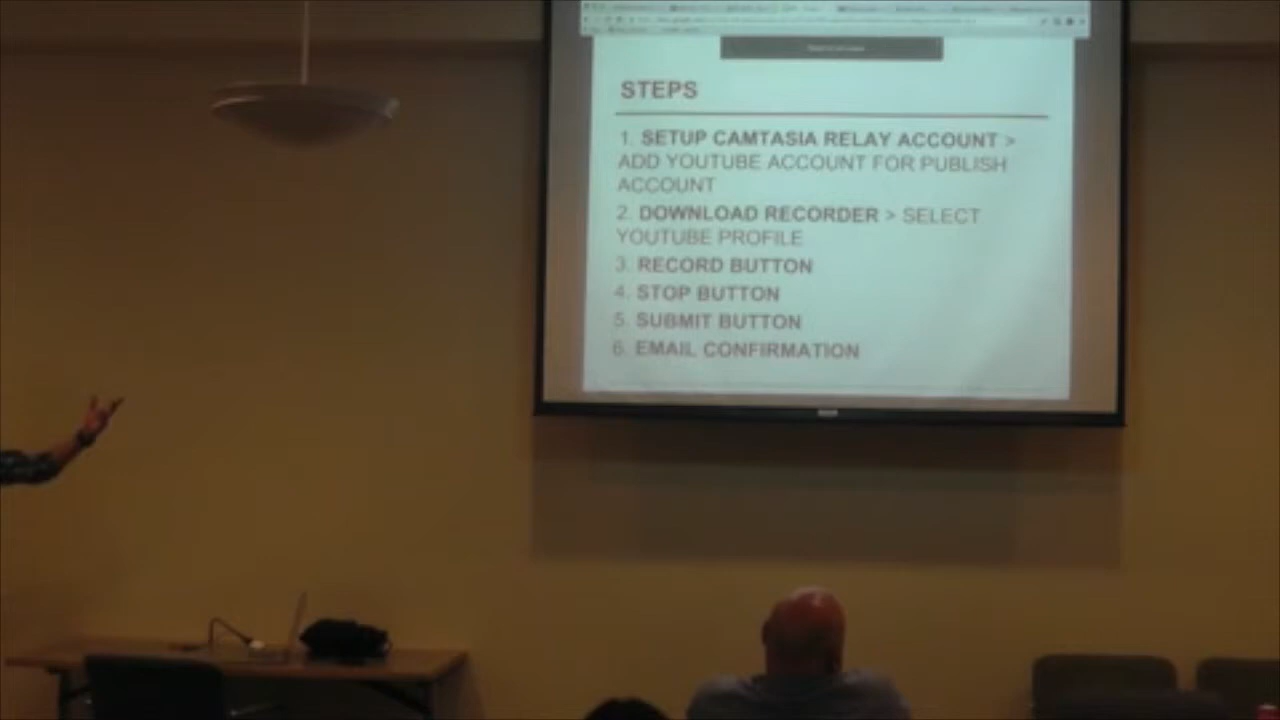 STEPS
1. SETUP CAMTASIA RELAY ACCOUNT >
ADD YOUTUBE ACCOUNT FOR PUBLISH
ACCOUNT
2. DOWNLOAD RECORDER > SELECT
YOUTUBE PROFILE
3. RECORD BUTTON
4. STOP BUTTON
5. SUBMIT BUTTON
6. EMAIL CONFIRMATION